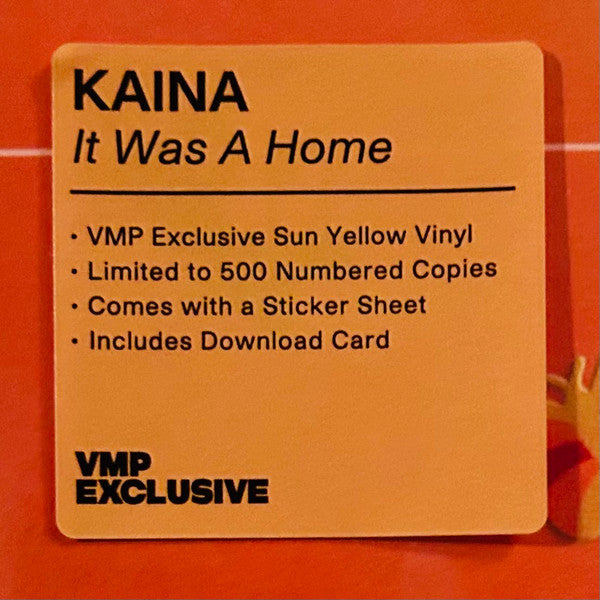 KAINA
It Was A Home
· VMP Exclusive Sun Yellow Vinyl
· Limited to 500 Numbered Copies
· Comes with a Sticker Sheet
· Includes Download Card
VMP
EXCLUSIVE